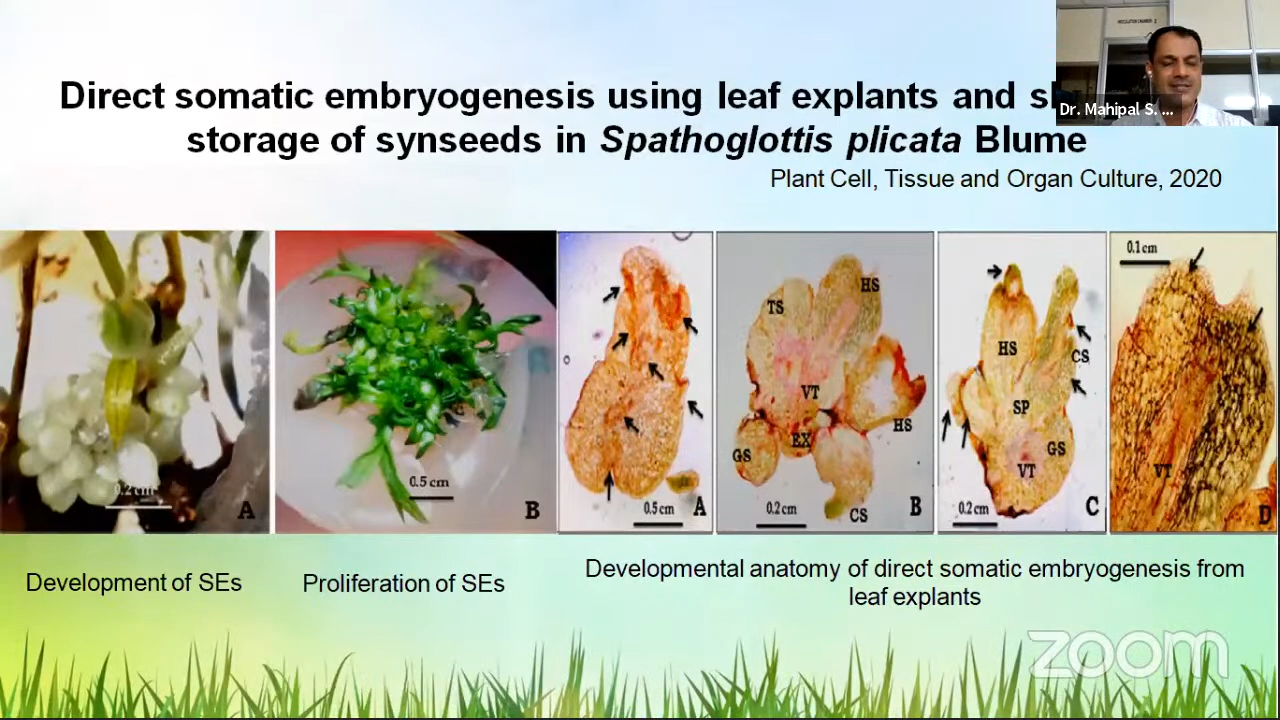 Direct somatic embryogenesis using leaf explants and
storage of synseeds in Spathoglottis plicata Blume
Plant Cell, Tissue and Organ Culture, 2020
Dr. Mahipal S. ...
0.2 cm
A
0.5 cm
B
0.5 cm
A
TS
HS
VT
HS
GS
EX
CS
0.2 cm
B
HS
CS
SP
GS
VT
0.2 cm
C
0.1 cm
VT
D
Development of SEs
Proliferation of SEs
Developmental anatomy of direct somatic embryogenesis from
leaf explants
zoom